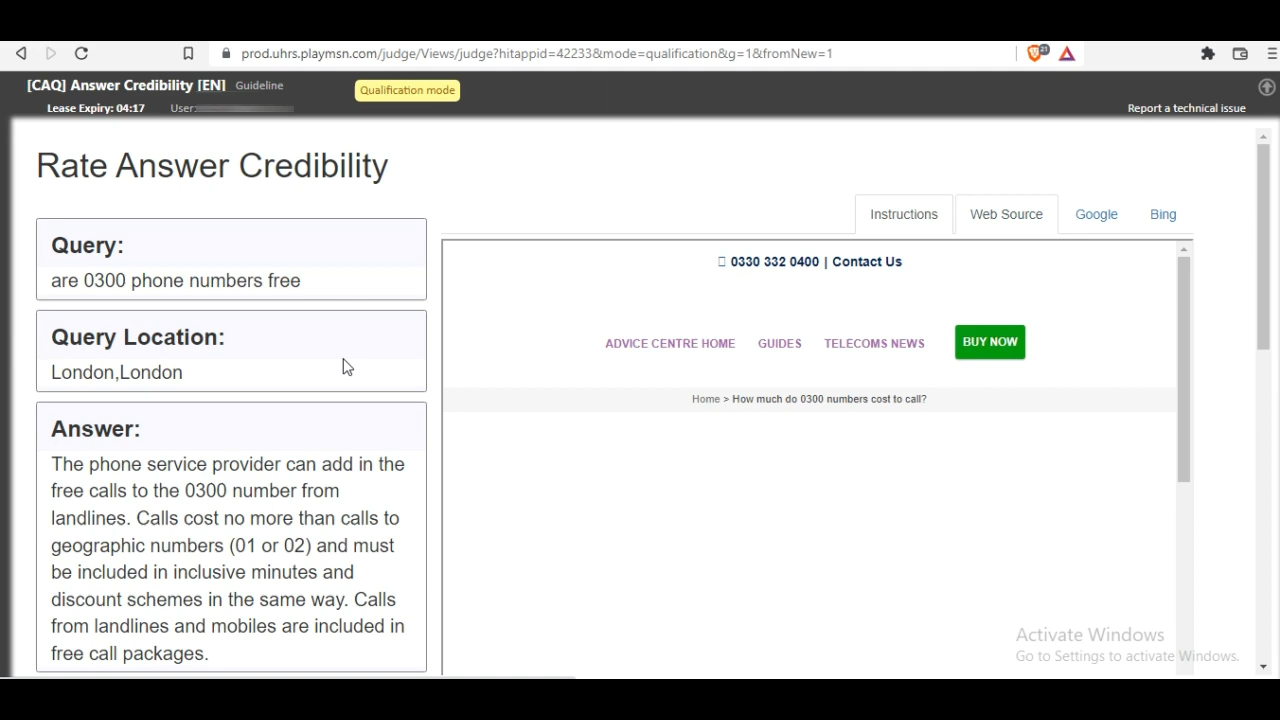 prod.uhrs.playmsn.com/judge/Views/judge?hitappid=42233&mode=qualification&g=1&fromNew=1
21
[CAQ] Answer Credibility [EN] Guideline
Qualification mode
Lease Expiry: 04:17 User:
Report a technical issue
Rate Answer Credibility
Instructions Web Source Google Bing
Query:
are 0300 phone numbers free
Query Location:
London,London
Answer:
The phone service provider can add in the
free calls to the 0300 number from
landlines. Calls cost no more than calls to
geographic numbers (01 or 02) and must
be included in inclusive minutes and
discount schemes in the same way. Calls
from landlines and mobiles are included in
free call packages.
0330 332 0400 | Contact Us
ADVICE CENTRE HOME GUIDES TELECOMS NEWS BUY NOW
Home > How much do 0300 numbers cost to call?
Activate Windows
Go to Settings to activate Windows.